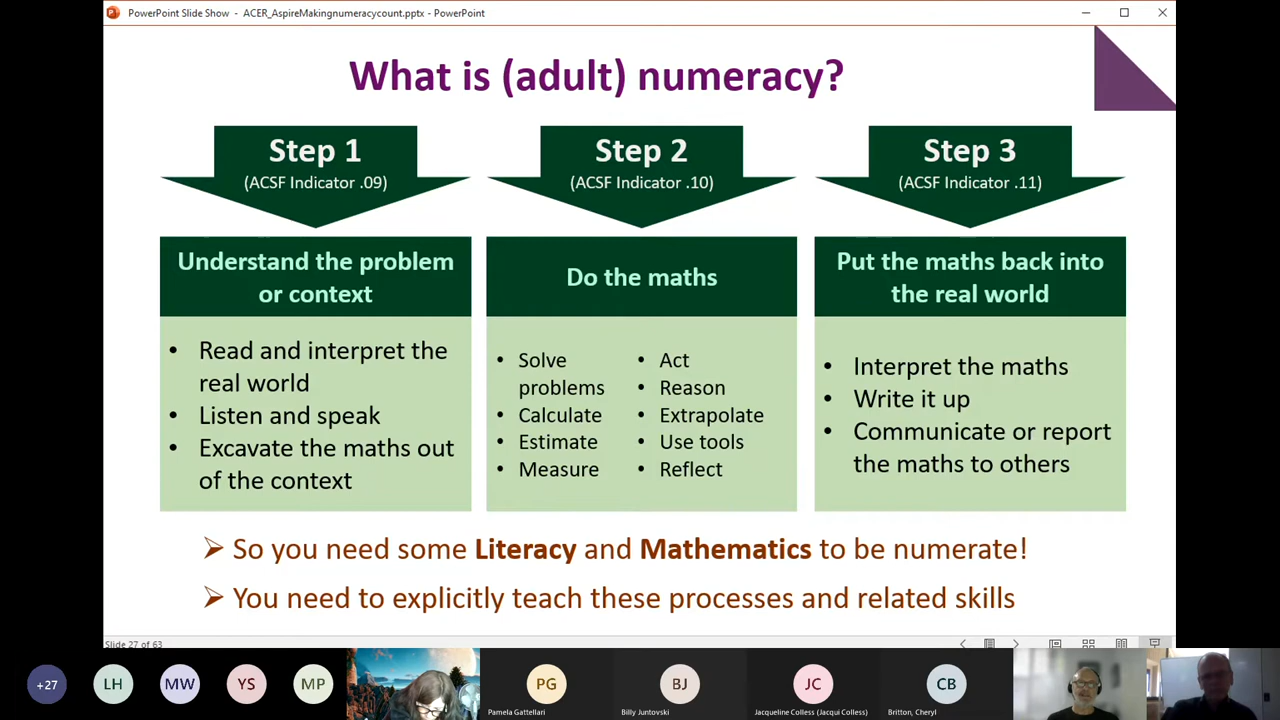 PowerPoint Slide Show - ACER_AspireMakingnumeracycount.pptx - PowerPoint
What is (adult) numeracy?
Step 1
(ACSF Indicator .09)
Understand the problem
or context
• Read and interpret the
real world
• Listen and speak
• Excavate the maths out
of the context
Step 2
(ACSF Indicator .10)
Do the maths
• Solve
problems
• Calculate
• Estimate
• Measure
• Act
• Reason
• Extrapolate
• Use tools
• Reflect
Step 3
(ACSF Indicator .11)
Put the maths back into
the real world
• Interpret the maths
• Write it up
• Communicate or report
the maths to others
➢ So you need some Literacy and Mathematics to be numerate!
➢ You need to explicitly teach these processes and related skills
Slide 27 of 63
+27
LH
MW
YS
MP
PG
Pamela Gattellari
BJ
Billy Juntovski
JC
Jacqueline Colless (Jacqui Colless)
CB
Britton, Cheryl